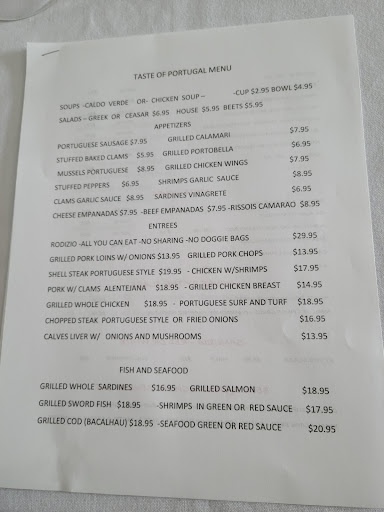 TASTE OF PORTUGAL MENU
SOUPS -CALDO VERDE OR- CHICKEN SOUP – -CUP $2.95 BOWL $4.95
SALADS – GREEK OR CEASAR $6.95 HOUSE $5.95 BEETS $5.95
APPETIZERS
PORTUGUESE SAUSAGE $7.95 GRILLED CALAMARI $7.95
STUFFED BAKED CLAMS $5.95 GRILLED PORTOBELLA $6.95
MUSSELS PORTUGUESE $8.95 GRILLED CHICKEN WINGS $7.95
STUFFED PEPPERS $6.95 SHRIMPS GARLIC SAUCE $8.95
CLAMS GARLIC SAUCE $8.95 SARDINES VINAGRETE $6.95
CHEESE EMPANADAS $7.95 -BEEF EMPANADAS $7.95 -RISSOIS CAMARAO $8.95
ENTREES
RODIZIO -ALL YOU CAN EAT -NO SHARING -NO DOGGIE BAGS $29.95
GRILLED PORK LOINS W/ ONIONS $13.95 GRILLED PORK CHOPS $13.95
SHELL STEAK PORTUGUESE STYLE $19.95 - CHICKEN W/SHRIMPS $17.95
PORK W/ CLAMS ALENTEJANA $18.95 - GRILLED CHICKEN BREAST $14.95
GRILLED WHOLE CHICKEN $18.95 - PORTUGUESE SURF AND TURF $18.95
CHOPPED STEAK PORTUGUESE STYLE OR FRIED ONIONS $16.95
CALVES LIVER W/ ONIONS AND MUSHROOMS $13.95
FISH AND SEAFOOD
GRILLED WHOLE SARDINES $16.95 GRILLED SALMON $18.95
GRILLED SWORD FISH $18.95 -SHRIMPS IN GREEN OR RED SAUCE $17.95
GRILLED COD (BACALHAU) $18.95 -SEAFOOD GREEN OR RED SAUCE $20.95